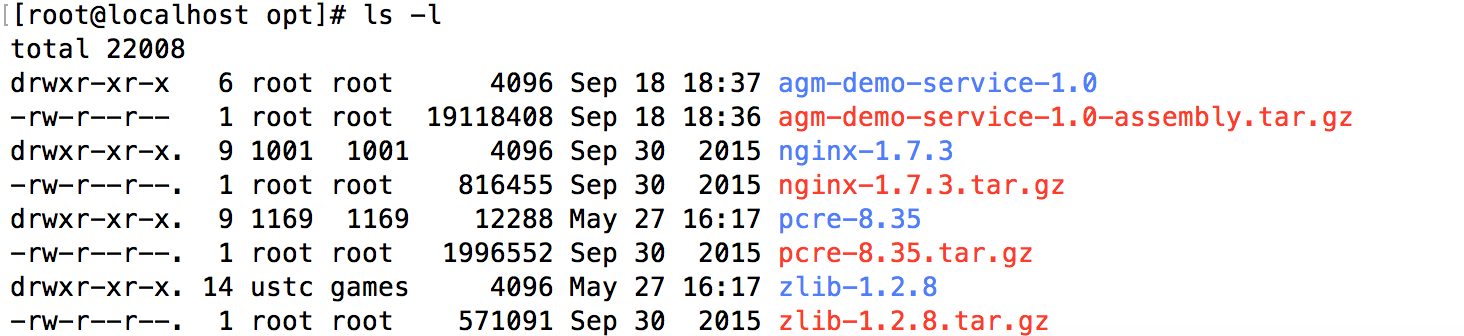 [[root@localhost opt]# ls -l
total 22008
drwxr-xr-x   6 root root      4096 Sep 18 18:37 agm-demo-service-1.0
-rw-r--r--   1 root root  19118408 Sep 18 18:36 agm-demo-service-1.0-assembly.tar.gz
drwxr-xr-x.  9 1001  1001     4096 Sep 30  2015 nginx-1.7.3
-rw-r--r--.  1 root root    816455 Sep 30  2015 nginx-1.7.3.tar.gz
drwxr-xr-x.  9 1169  1169    12288 May 27 16:17 pcre-8.35
-rw-r--r--.  1 root root   1996552 Sep 30  2015 pcre-8.35.tar.gz
drwxr-xr-x. 14 ustc games     4096 May 27 16:17 zlib-1.2.8
-rw-r--r--.  1 root root    571091 Sep 30  2015 zlib-1.2.8.tar.gz